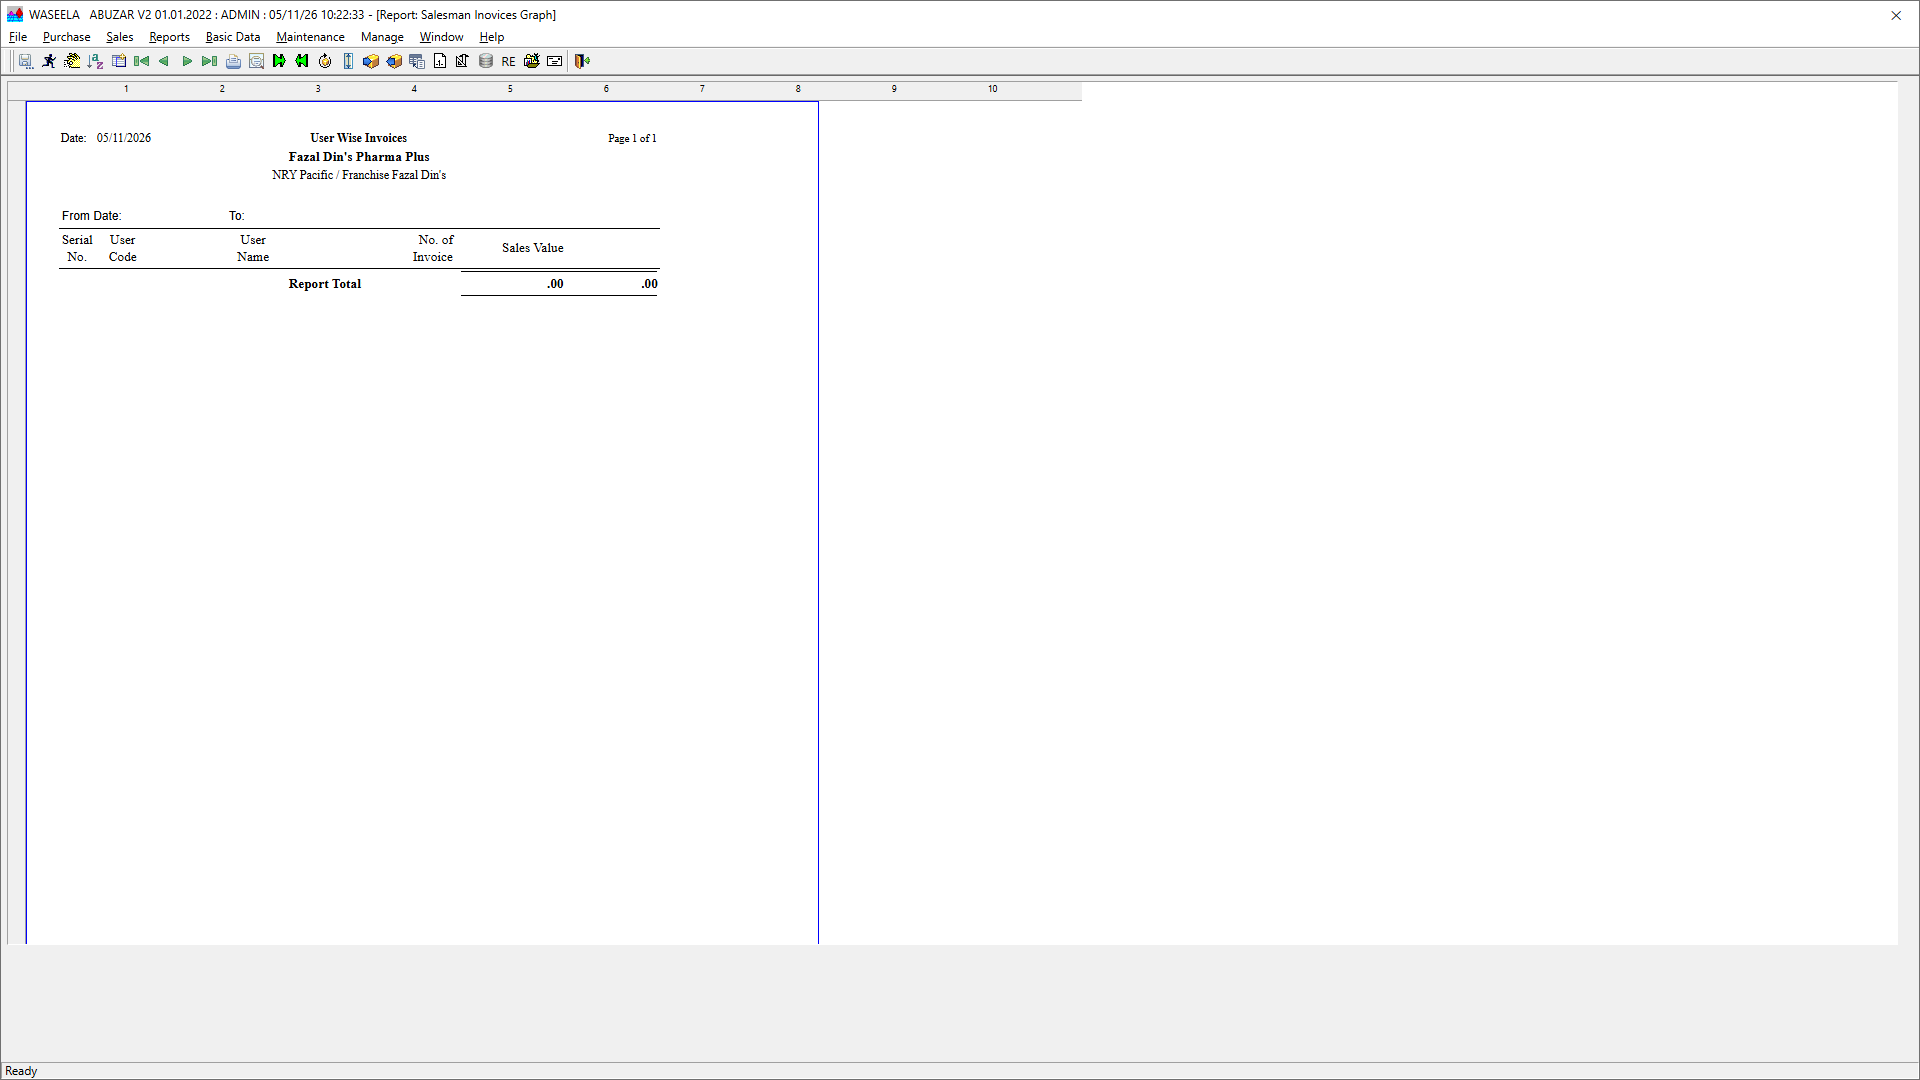 WASEELA   ABUZAR V2 01.01.2022 : ADMIN : 05/11/26 10:22:33 - [Report: Salesman Inovices Graph]
File Purchase Sales Reports Basic Data Maintenance Manage Window Help
RE
1 2 3 4 5 6 7 8 9 10
Date: 05/11/2026 User Wise Invoices Page 1 of 1
Fazal Din's Pharma Plus
NRY Pacific / Franchise Fazal Din's
From Date: To:
Serial User User No. of Sales Value
No. Code Name Invoice
Report Total .00 .00
Ready